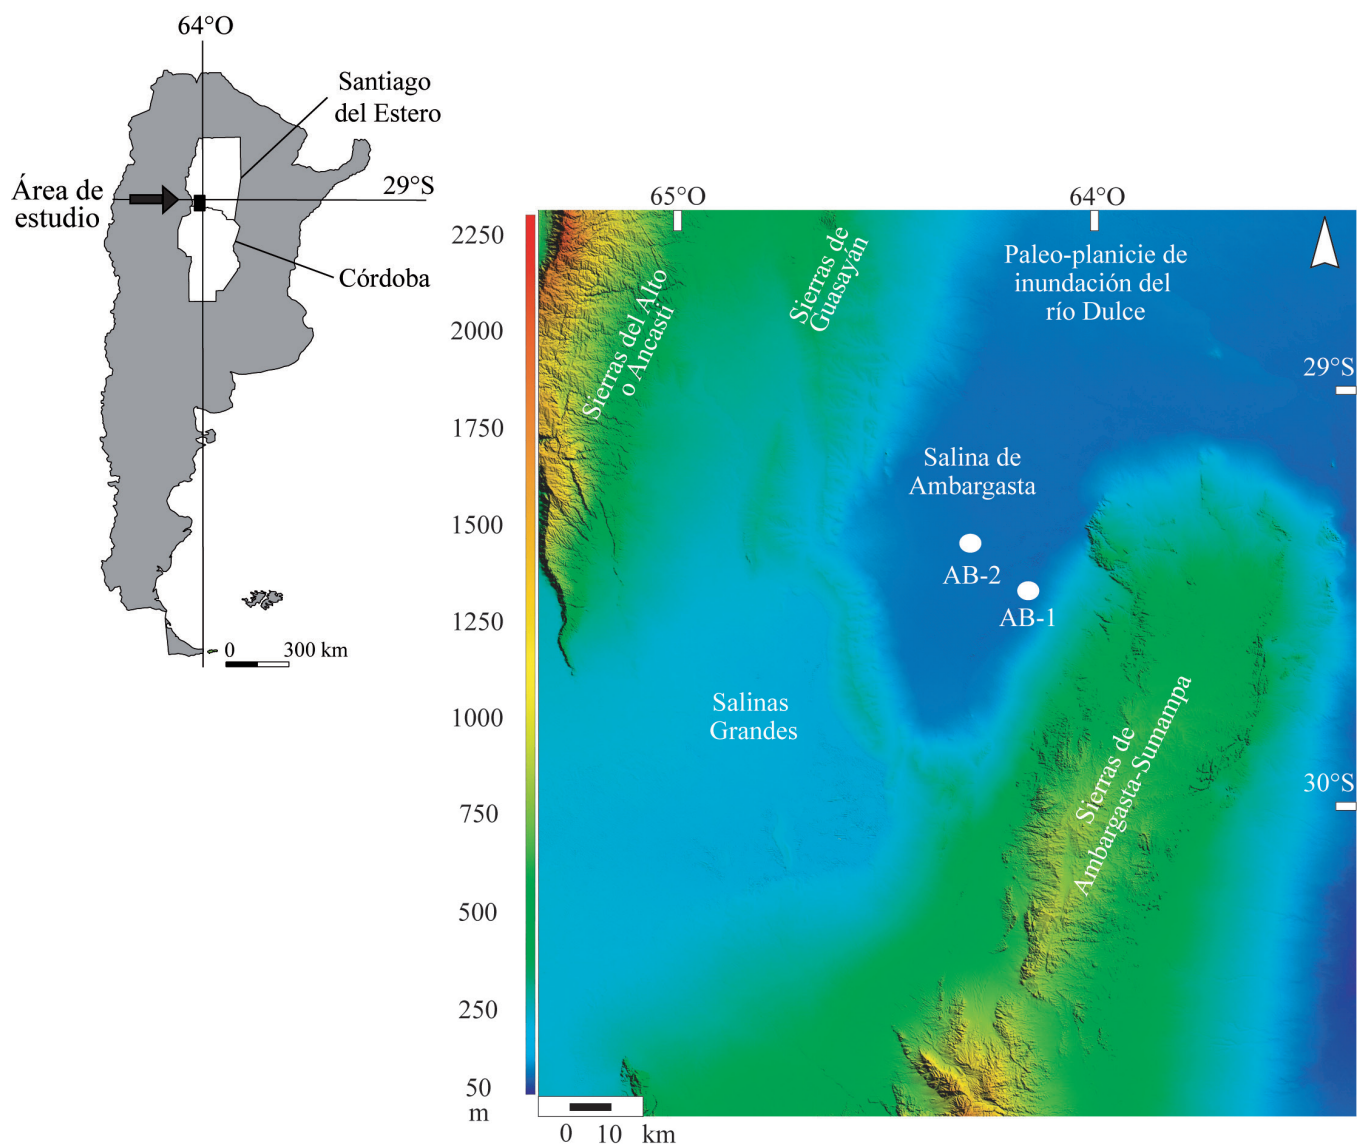 64°O
Santiago
del Estero
Área de
estudio
29°S
Córdoba
0 300 km
65°O
64°O
2250
2000
1750
1500
1250
1000
750
500
250
50
m
Sierras del Alto
o Ancasti
Sierras de
Guasayán
Paleo-planicie de
inundación del
río Dulce
29°S
Salina de
Ambargasta
AB-2
AB-1
Salinas
Grandes
Sierras de
Ambargasta-Sumampa
30°S
0 10 km